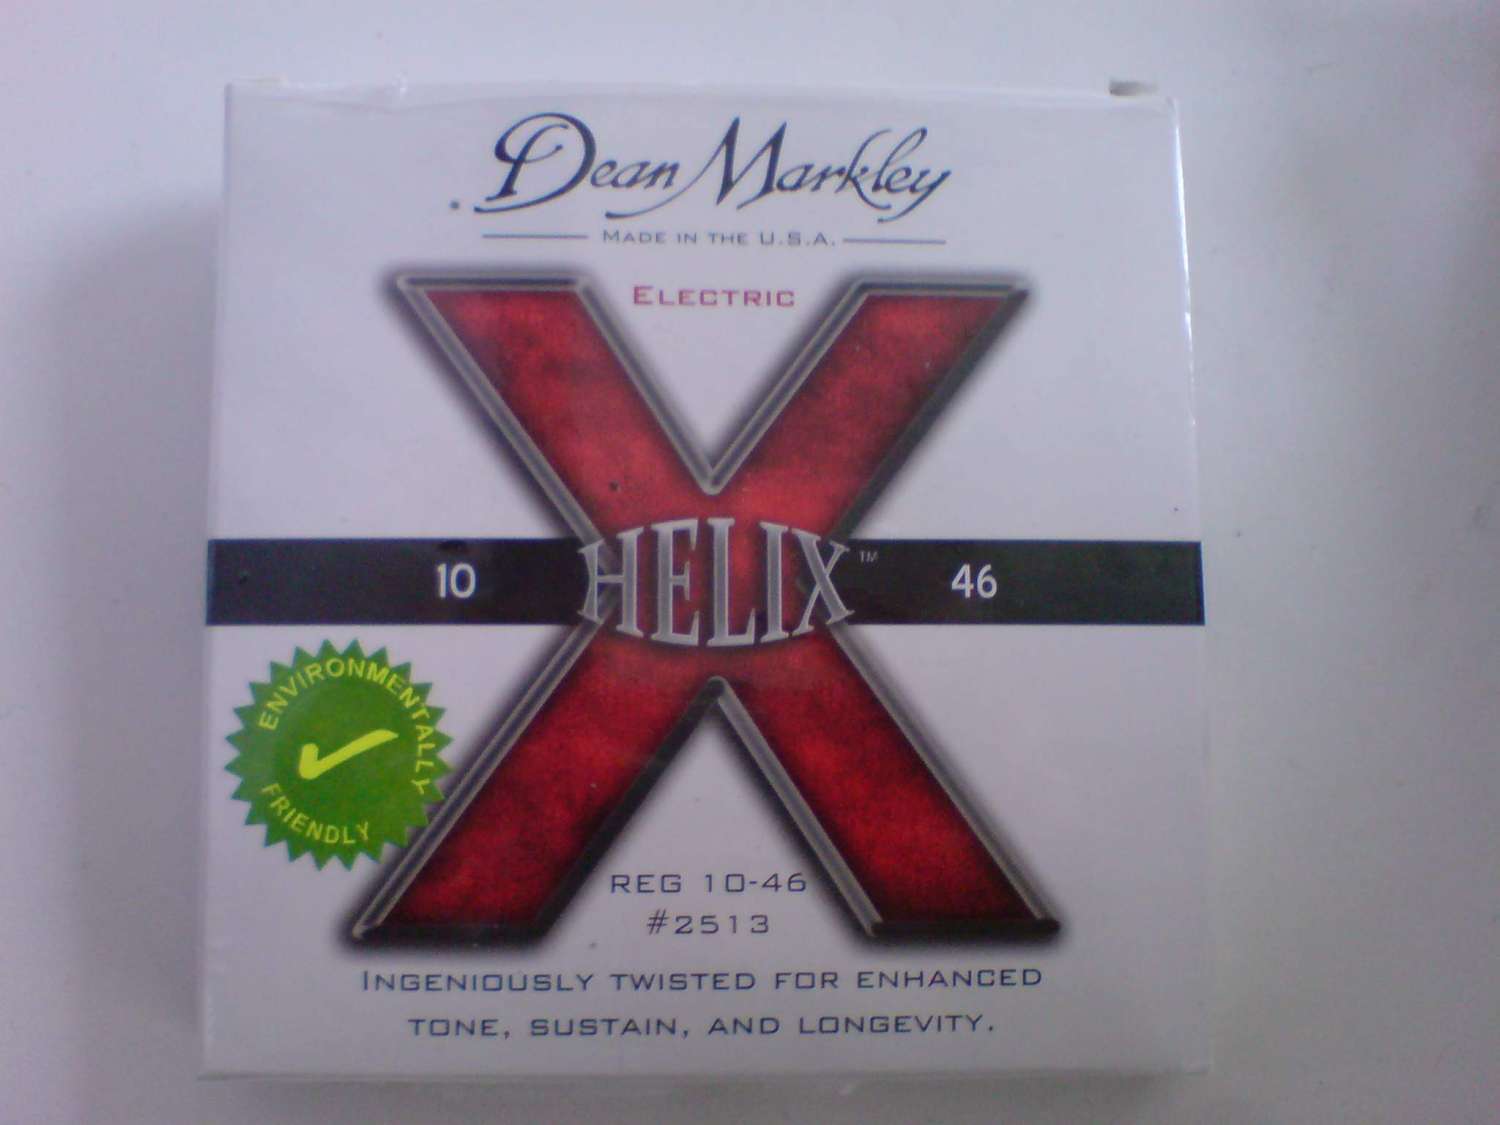 Dean Markley
MADE IN THE U.S.A.
ELECTRIC
10 HELIX™ 46
ENVIRONMENTALLY
FRIENDLY
REG 10-46
#2513
INGENIOUSLY TWISTED FOR ENHANCED
TONE, SUSTAIN, AND LONGEVITY.